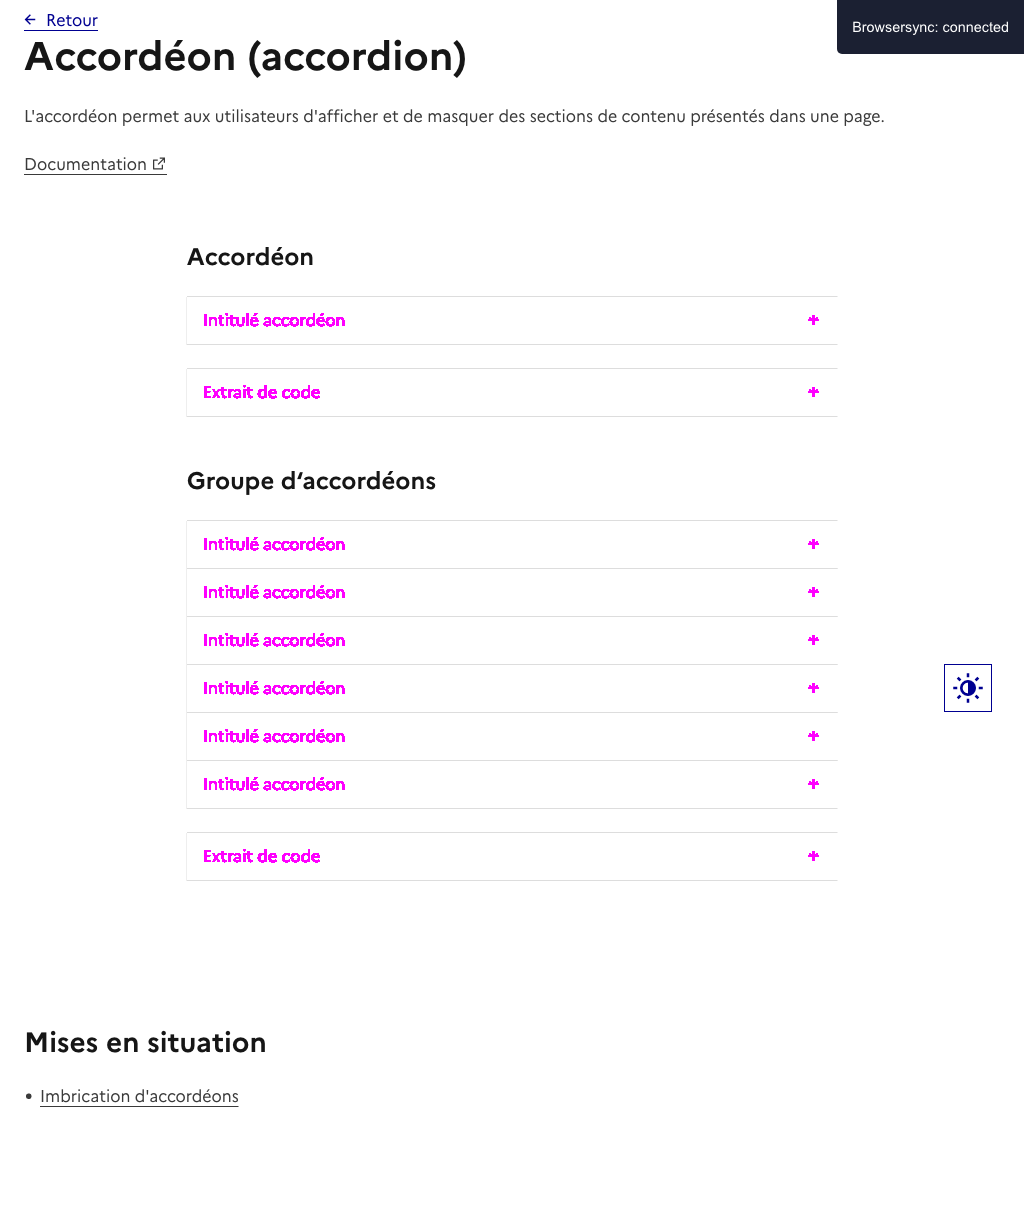 Retour
Browsersync: connected
Accordéon (accordion)
L'accordéon permet aux utilisateurs d'afficher et de masquer des sections de contenu présentés dans une page.
Documentation
Accordéon
Intitulé accordéon
Extrait de code
Groupe d‘accordéons
Intitulé accordéon
Intitulé accordéon
Intitulé accordéon
Intitulé accordéon
Intitulé accordéon
Intitulé accordéon
Extrait de code
Mises en situation
Imbrication d'accordéons